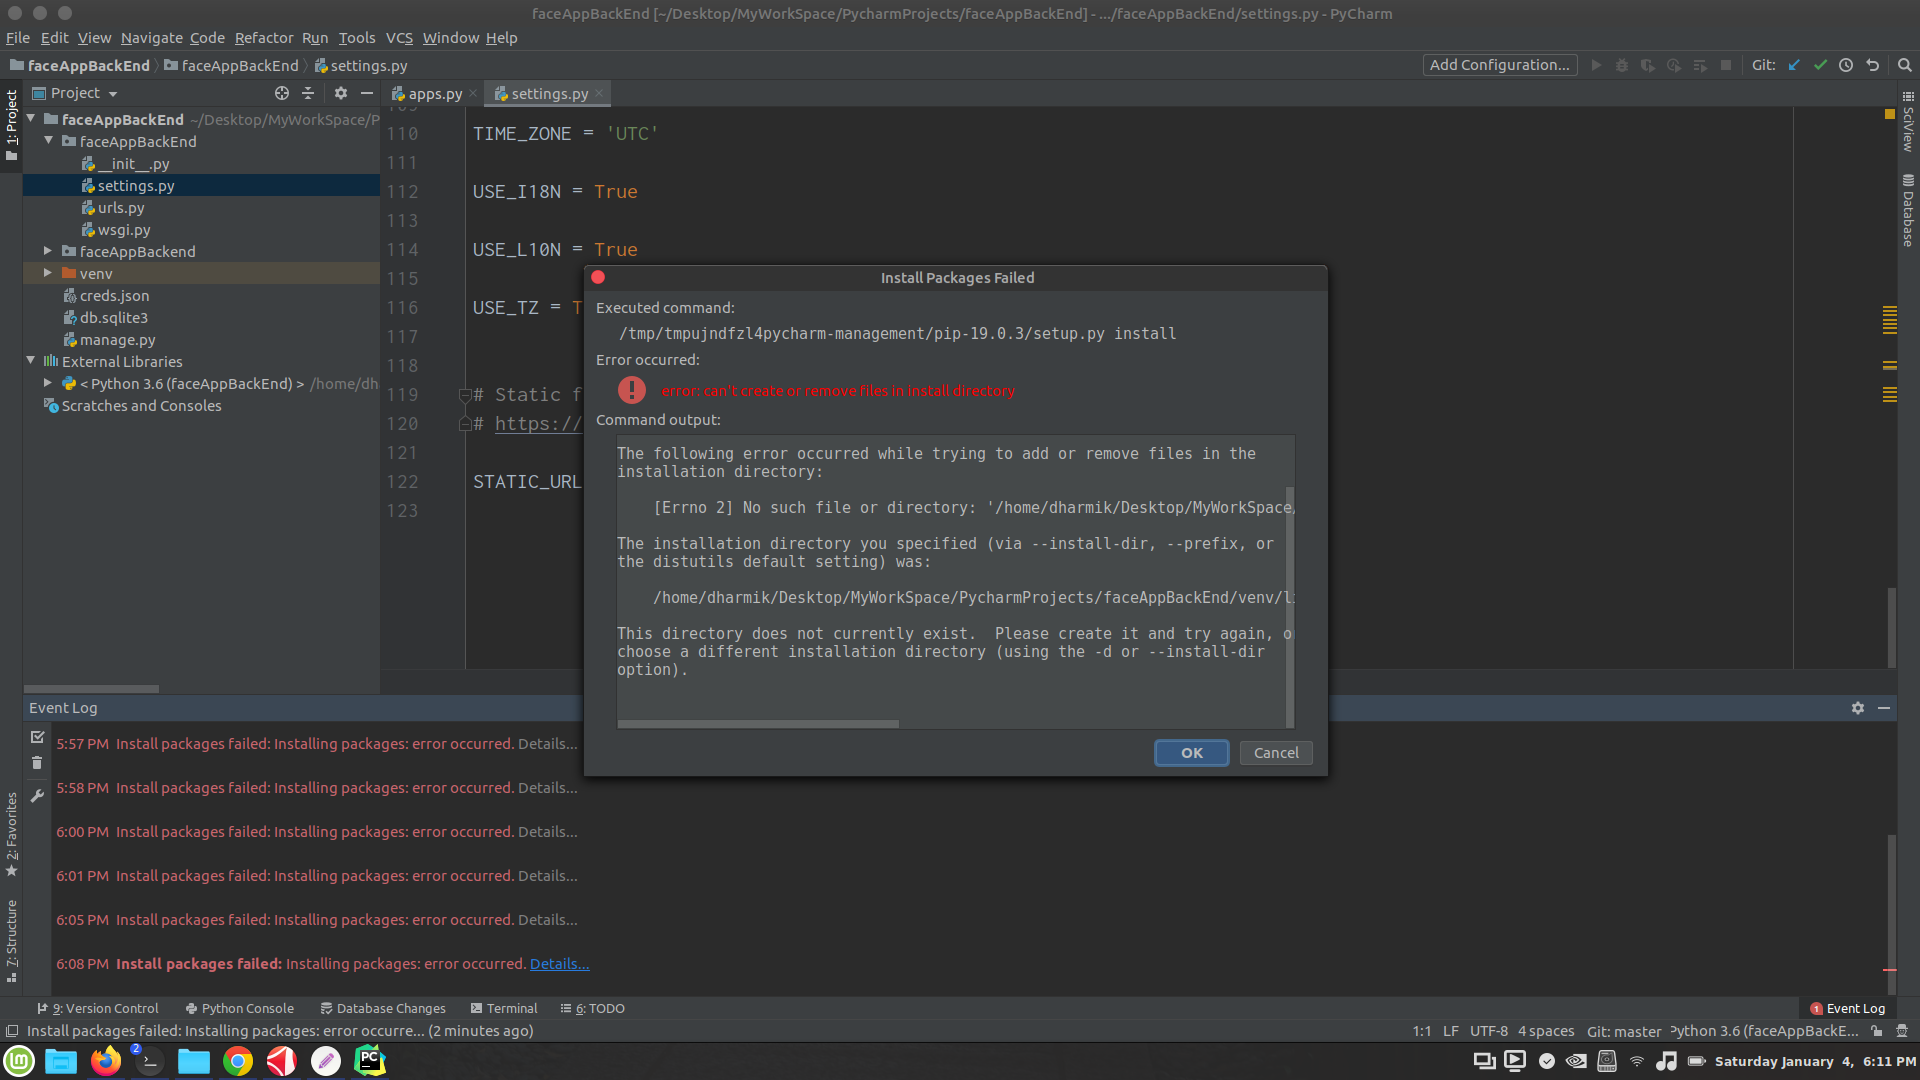 faceAppBackEnd [~/Desktop/MyWorkSpace/PycharmProjects/faceAppBackEnd] - .../faceAppBackEnd/settings.py - PyCharm
File Edit View Navigate Code Refactor Run Tools VCS Window Help
faceAppBackEnd faceAppBackEnd settings.py
Add Configuration... Git:
1: Project
Project
apps.py settings.py
faceAppBackEnd ~/Desktop/MyWorkSpace/P
faceAppBackEnd
__init__.py
settings.py
urls.py
wsgi.py
faceAppBackend
venv
creds.json
db.sqlite3
manage.py
External Libraries
< Python 3.6 (faceAppBackEnd) > /home/dh
Scratches and Consoles
110 TIME_ZONE = 'UTC'
111
112 USE_I18N = True
113
114 USE_L10N = True
115
116 USE_TZ = T
117
118
119 # Static f
120 # https://
121
122 STATIC_URL
123
SciView
Database
Install Packages Failed
Executed command:
/tmp/tmpujndfzl4pycharm-management/pip-19.0.3/setup.py install
Error occurred:
error: can't create or remove files in install directory
Command output:
The following error occurred while trying to add or remove files in the
installation directory:
[Errno 2] No such file or directory: '/home/dharmik/Desktop/MyWorkSpace/
The installation directory you specified (via --install-dir, --prefix, or
the distutils default setting) was:
/home/dharmik/Desktop/MyWorkSpace/PycharmProjects/faceAppBackEnd/venv/li
This directory does not currently exist.  Please create it and try again, o
choose a different installation directory (using the -d or --install-dir
option).
OK Cancel
Event Log
5:57 PM Install packages failed: Installing packages: error occurred. Details...
5:58 PM Install packages failed: Installing packages: error occurred. Details...
6:00 PM Install packages failed: Installing packages: error occurred. Details...
6:01 PM Install packages failed: Installing packages: error occurred. Details...
6:05 PM Install packages failed: Installing packages: error occurred. Details...
6:08 PM Install packages failed: Installing packages: error occurred. Details...
2: Favorites
7: Structure
9: Version Control Python Console Database Changes Terminal 6: TODO
1 Event Log
Install packages failed: Installing packages: error occurre... (2 minutes ago)
1:1 LF UTF-8 4 spaces Git: master Python 3.6 (faceAppBackE...
2
PC
Saturday January 4, 6:11 PM